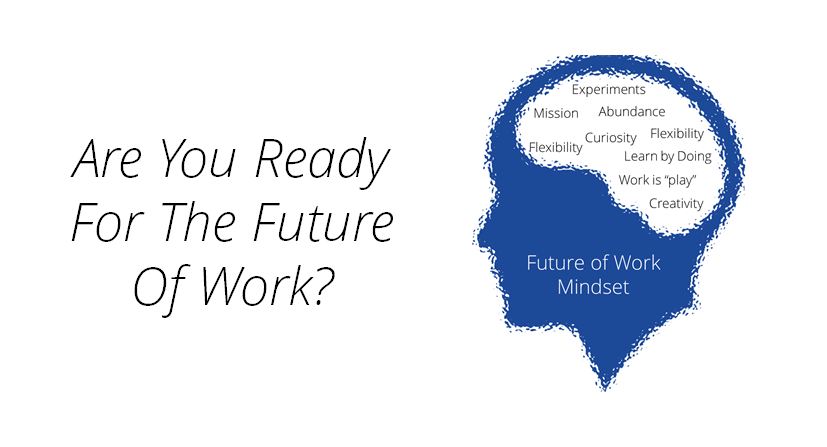 Are You Ready
For The Future
Of Work?
Experiments
Mission
Abundance
Flexibility
Curiosity
Flexibility
Learn by Doing
Work is “play”
Creativity
Future of Work
Mindset